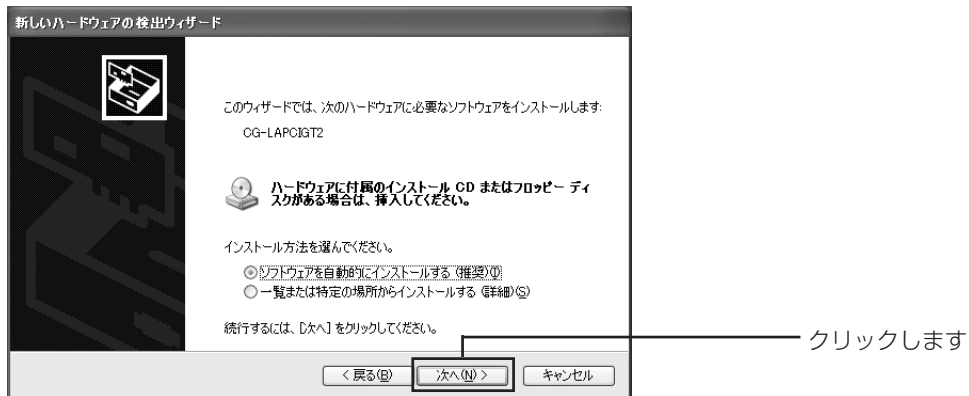 新しいハードウェアの検出ウィザード
このウィザードでは、次のハードウェアに必要なソフトウェアをインストールします:
CG-LAPCIGT2
ハードウェアに付属のインストール CD またはフロッピー ディ
スクがある場合は、挿入してください。
インストール方法を選んでください。
ソフトウェアを自動的にインストールする (推奨)(I)
一覧または特定の場所からインストールする (詳細)(S)
続行するには、[次へ] をクリックしてください。
クリックします
< 戻る(B)
次へ(N) >
キャンセル